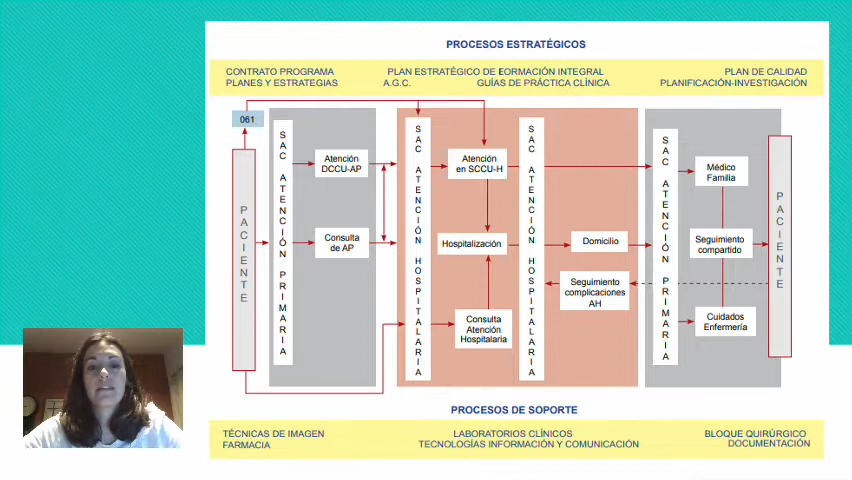 PROCESOS ESTRATÉGICOS
CONTRATO PROGRAMA
PLANES Y ESTRATEGIAS
PLAN ESTRATÉGICO DE FORMACIÓN INTEGRAL
A.G.C.
GUÍAS DE PRÁCTICA CLÍNICA
PLAN DE CALIDAD
PLANIFICACIÓN-INVESTIGACIÓN
061
PACIENTE
SAC ATENCIÓN PRIMARIA
Atención
DCCU-AP
Consulta
de AP
SAC ATENCIÓN HOSPITALARIA
Atención
en SCCU-H
Hospitalización
Consulta
Atención
Hospitalaria
SAC ATENCIÓN HOSPITALARIA
Domicilio
Seguimiento
complicaciones
AH
SAC ATENCIÓN PRIMARIA
Médico
Familia
Seguimiento
compartido
Cuidados
Enfermería
PACIENTE
PROCESOS DE SOPORTE
TÉCNICAS DE IMAGEN
FARMACIA
LABORATORIOS CLÍNICOS
TECNOLOGÍAS INFORMACIÓN Y COMUNICACIÓN
BLOQUE QUIRÚRGICO
DOCUMENTACIÓN